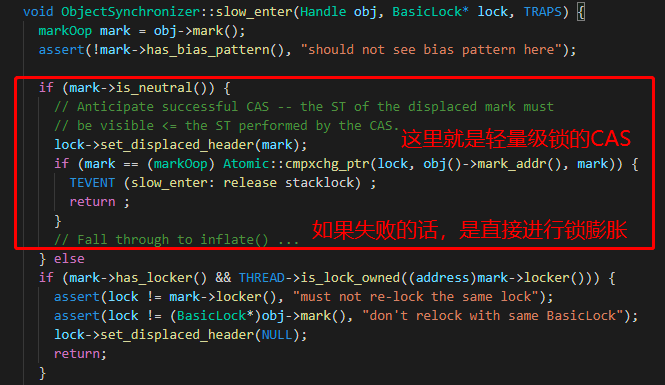 void ObjectSynchronizer::slow_enter(Handle obj, BasicLock* lock, TRAPS) {
markOop mark = obj->mark();
assert(!mark->has_bias_pattern(), "should not see bias pattern here");
if (mark->is_neutral()) {
// Anticipate successful CAS -- the ST of the displaced mark must
// be visible <= the ST performed by the CAS.
这里就是轻量级锁的CAS
lock->set_displaced_header(mark);
if (mark == (markOop) Atomic::cmpxchg_ptr(lock, obj()->mark_addr(), mark)) {
TEVENT (slow_enter: release stacklock) ;
return ;
}
如果失败的话，是直接进行锁膨胀
// Fall through to inflate() ...
} else
if (mark->has_locker() && THREAD->is_lock_owned((address)mark->locker())) {
assert(lock != mark->locker(), "must not re-lock the same lock");
assert(lock != (BasicLock*)obj->mark(), "don't relock with same BasicLock");
lock->set_displaced_header(NULL);
return;
}